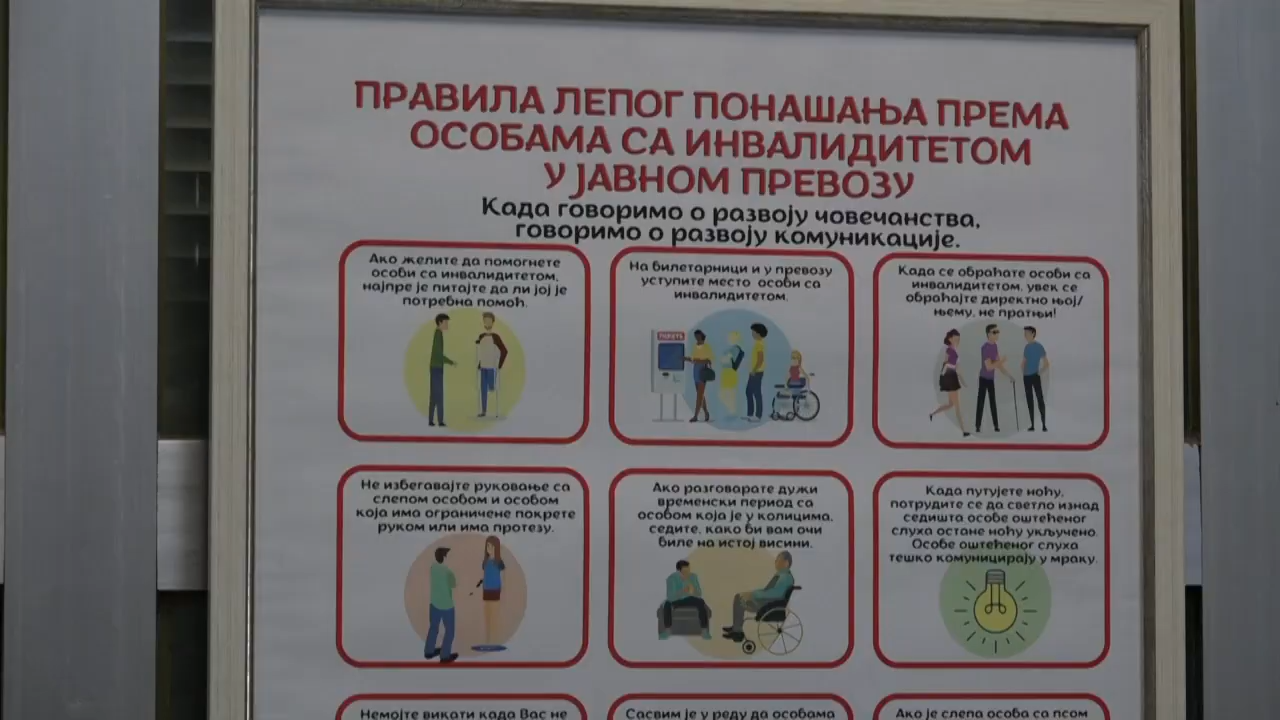 ПРАВИЛА ЛЕПОГ ПОНАШАЊА ПРЕМА
ОСОБАМА СА ИНВАЛИДИТЕТОМ
У ЈАВНОМ ПРЕВОЗУ
Када говоримо о развоју човечанства,
говоримо о развоју комуникације.
Ако желите да помогнете
особи са инвалидитетом,
најпре је питајте да ли јој је
потребна помоћ.
На билетарници и у превозу
уступите место особи са
инвалидитетом.
Када се обраћате особи са
инвалидитетом, увек се
обраћајте директно њој/
њему, не пратњи!
Не избегавајте руковање са
слепом особом и особом
која има ограничене покрете
руком или има протезу.
Ако разговарате дужи
временски период са
особом која је у колицима,
седите, како би вам очи
биле на истој висини.
Када путујете ноћу,
потрудите се да светло изнад
седишта особе оштећеног
слуха остане ноћу укључено.
Особе оштећеног слуха
тешко комуницирају у мраку.
Немојте викати када Вас не
Сасвим је у реду да особама
Ако је слепа особа са псом